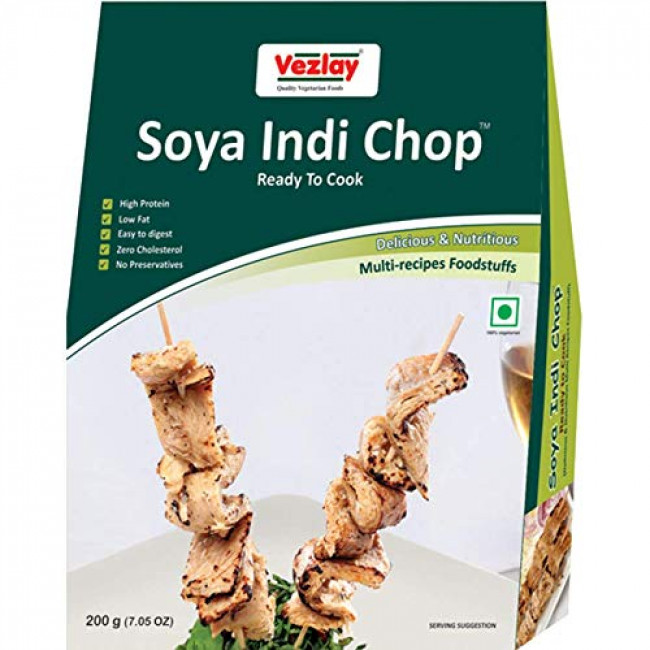 Vezlay
Quality Vegetarian Foods
Soya Indi Chop™
Ready To Cook
High Protein
Low Fat
Easy to digest
Zero Cholesterol
No Preservatives
Delicious & Nutritious
Multi-recipes Foodstuffs
100% vegetarian
200 g (7.05 OZ)
SERVING SUGGESTION
Soya Indi Chop
Ready to Cook